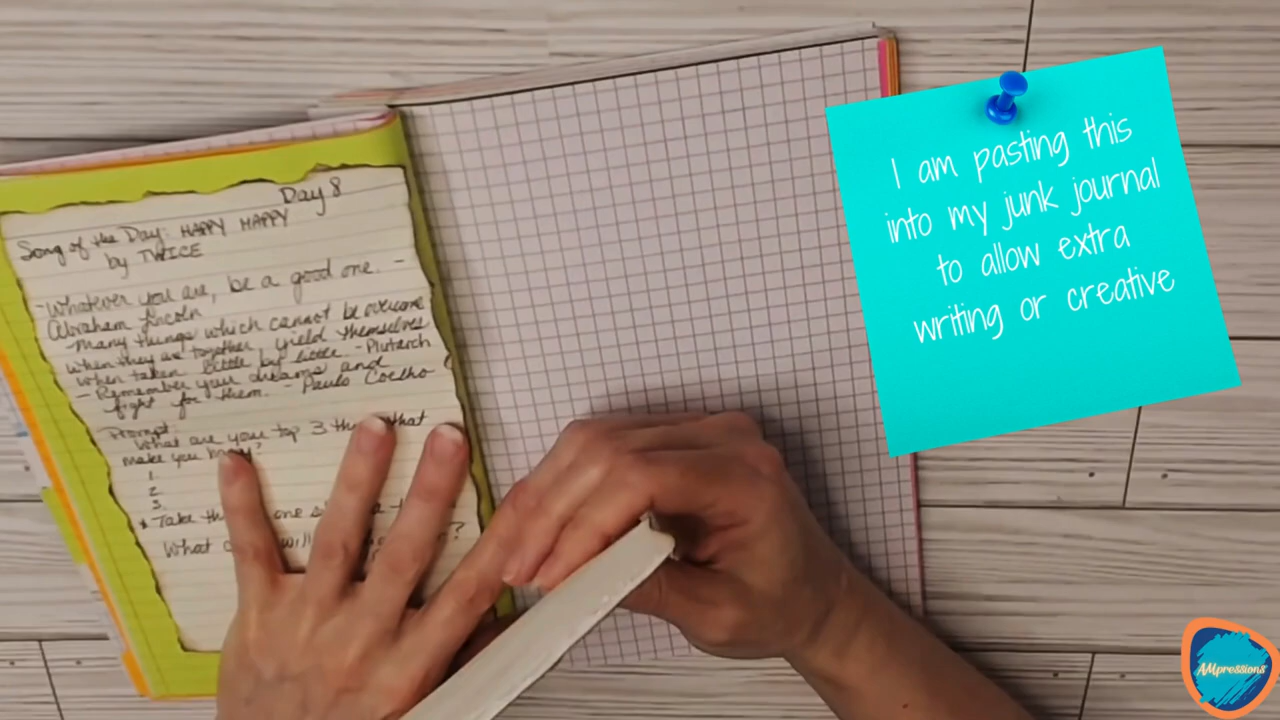 Day 8
Song of the Day: HAPPY HAPPY
by TWICE
-Whatever you are, be a good one. -
Abraham Lincoln
-Many things which cannot be overcome
when they are together yield themselves
when taken little by little. -Plutarch
- Remember your dreams and
fight for them. - Paulo Coelho
Prompt:
What are your top 3 that
make you
1.
2.
3.
* Take one
What
I am pasting this
into my junk journal
to allow extra
writing or creative
AMpressions